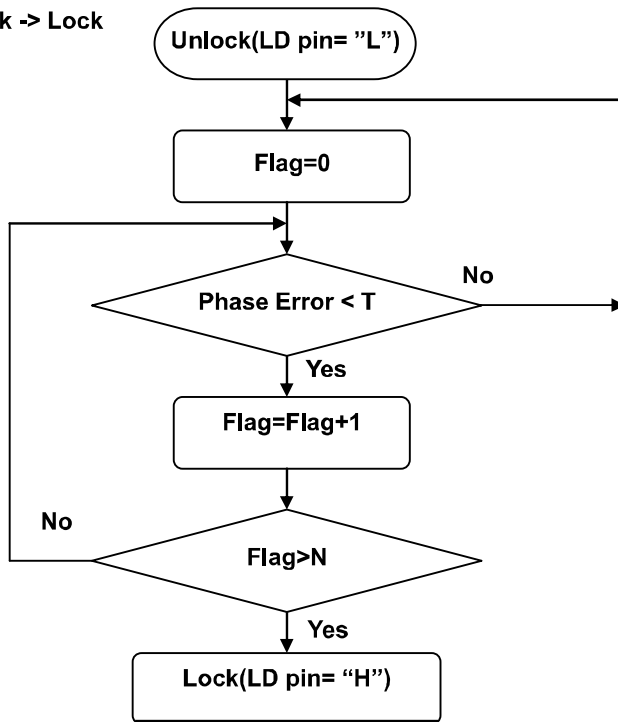 k -> Lock
Unlock(LD pin= ”L”)
Flag=0
Phase Error < T
No
Yes
Flag=Flag+1
No
Flag>N
Yes
Lock(LD pin= “H”)